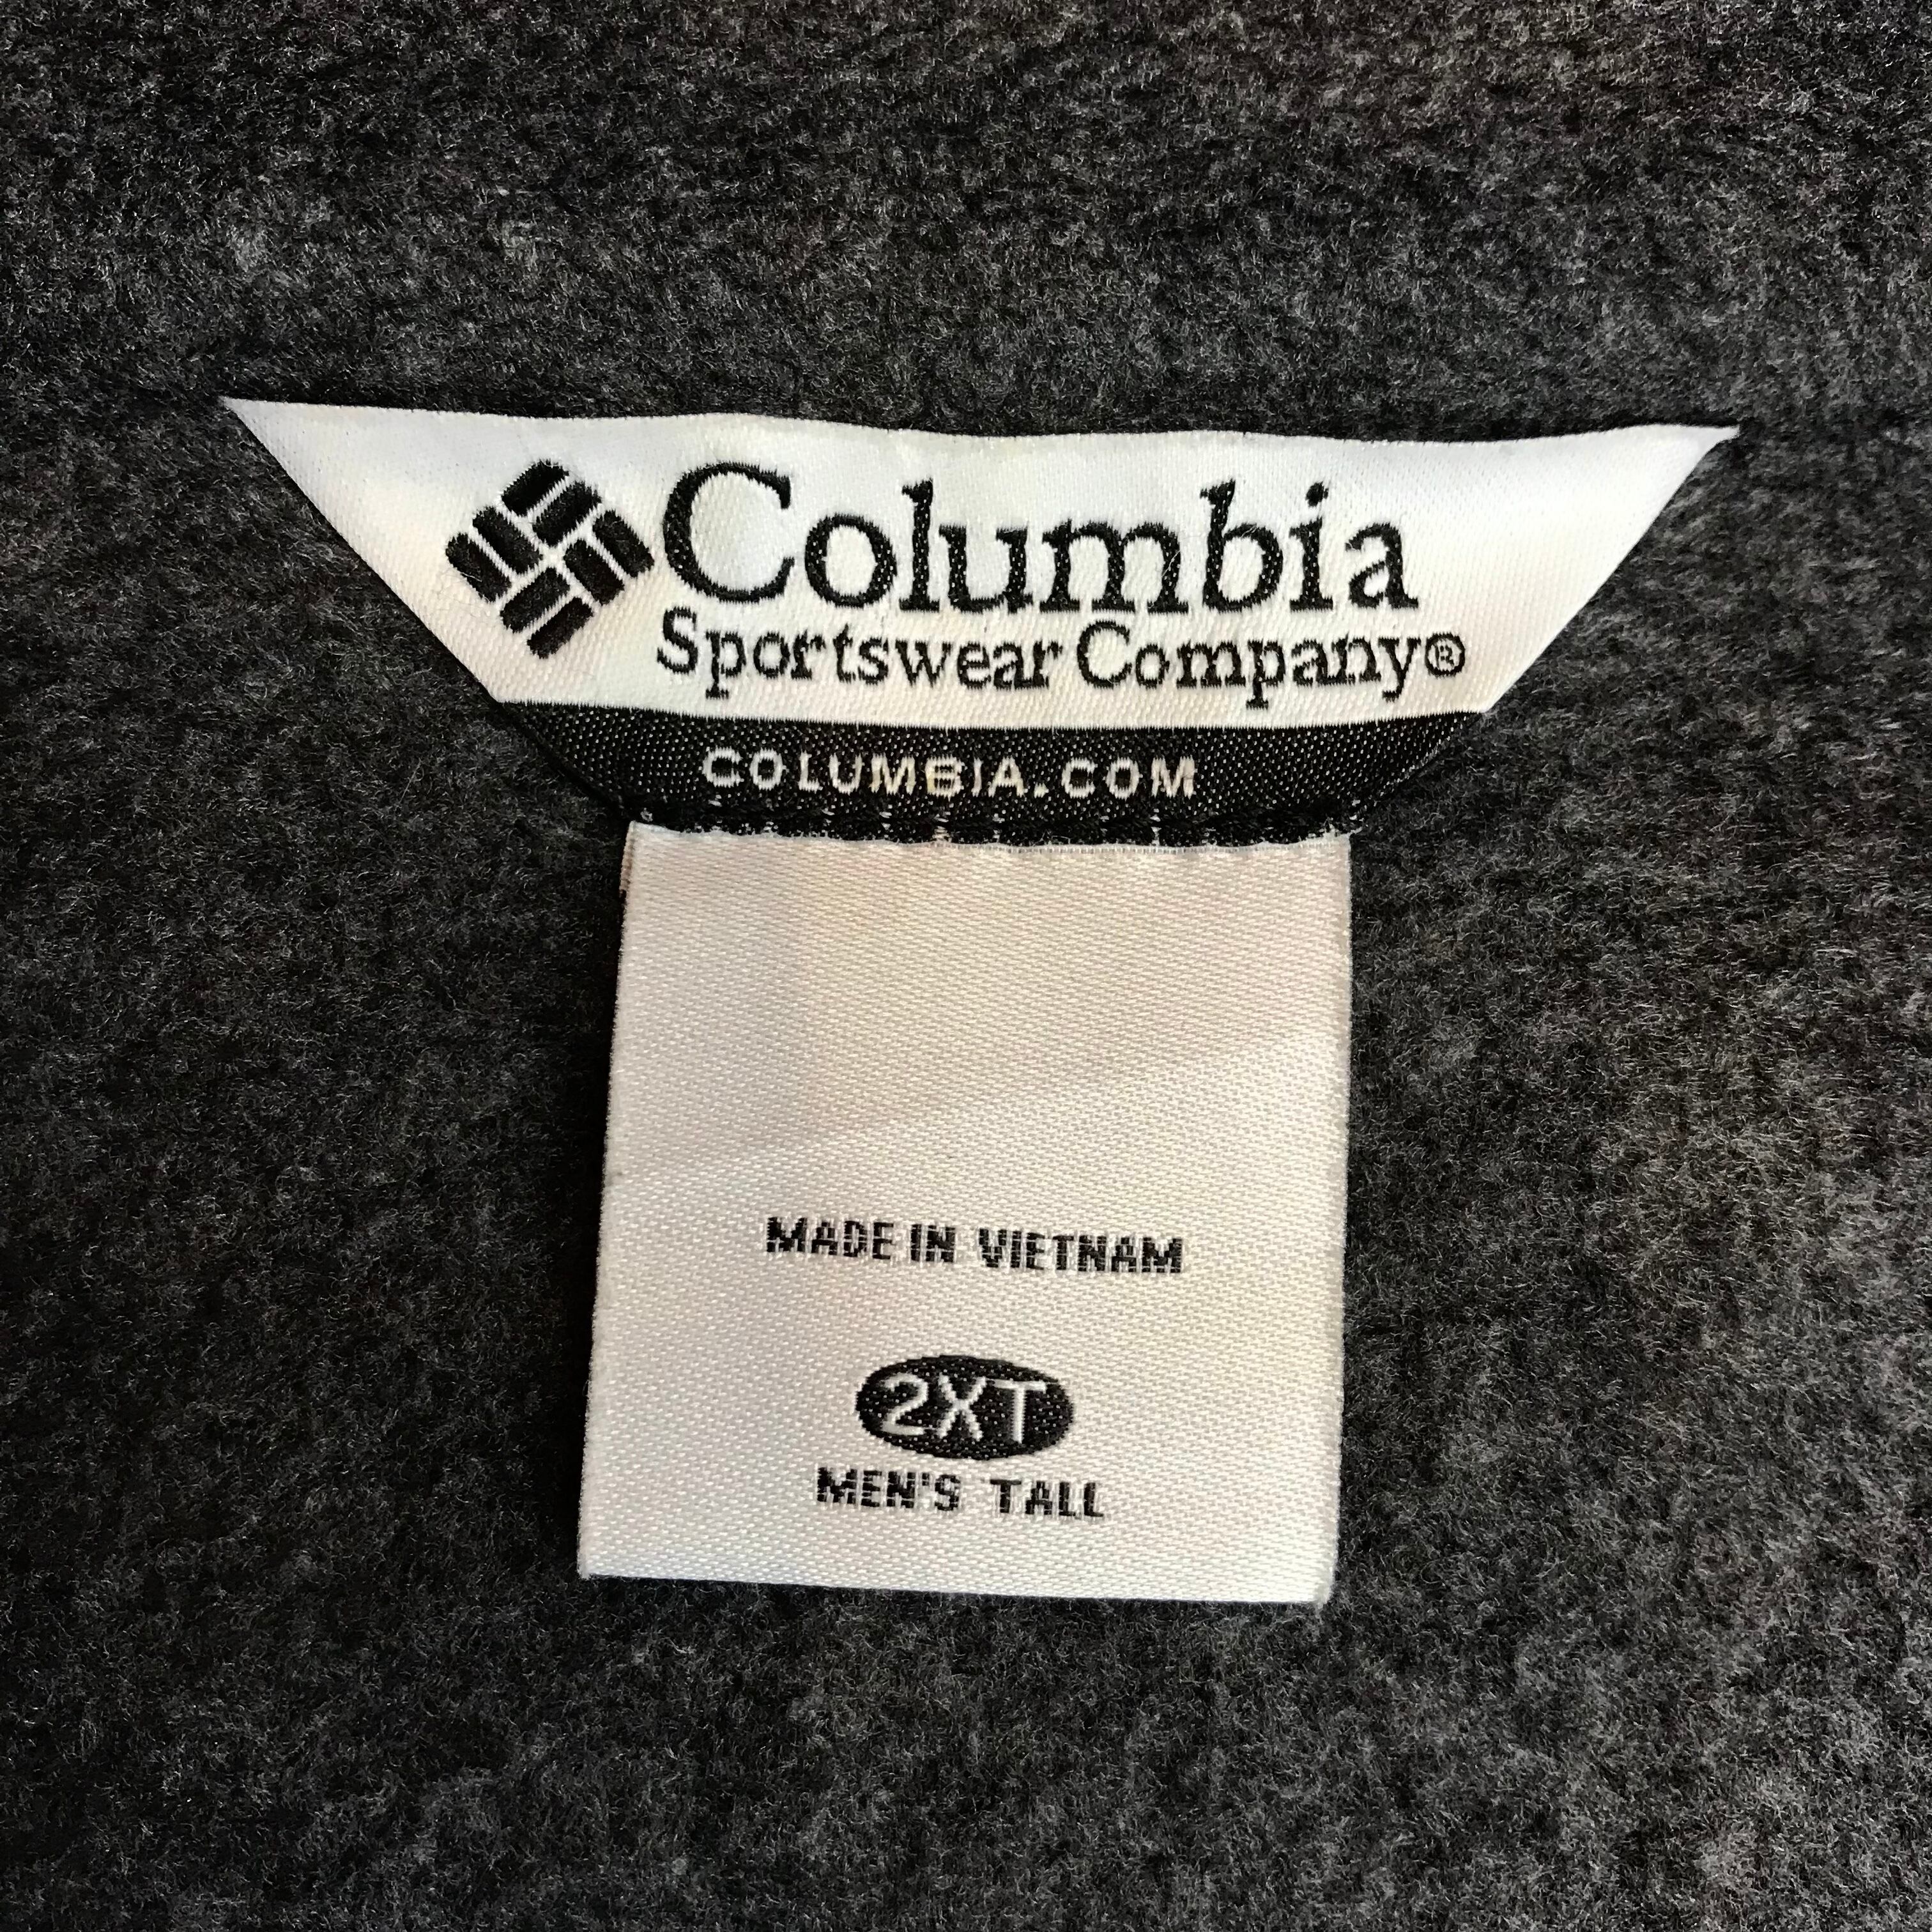 Columbia
Sportswear Company®
COLUMBIA.COM
MADE IN VIETNAM
2XT
MEN'S TALL